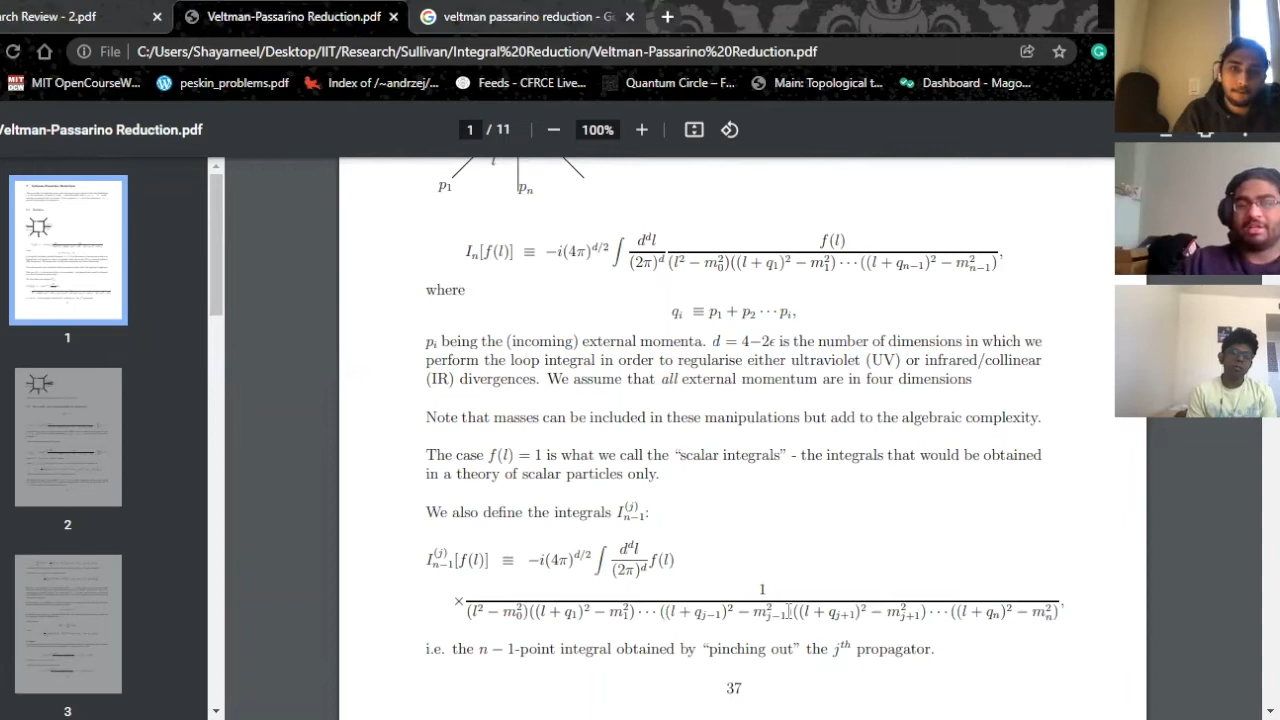 rch Review - 2.pdf
Veltman-Passarino Reduction.pdf
veltman passarino reduction - Go
File C:/Users/Shayarneel/Desktop/IIT/Research/Sullivan/Integral%20Reduction/Veltman-Passarino%20Reduction.pdf
MIT OpenCourseW... peskin_problems.pdf Index of /~andrzej/... Feeds - CFRCE Live... Quantum Circle – F... Main: Topological t... Dashboard - Mago...
Veltman-Passarino Reduction.pdf
1 / 11 100%
p₁ l pₙ
Iₙ[f(l)] ≡ −i(4π)^{d/2} ∫ d^d l/(2π)^d f(l)/((l² − m₀²)((l + q₁)² − m₁²) ⋯ ((l + q_{n−1})² − m²_{n−1})),
where
qᵢ ≡ p₁ + p₂ ⋯ pᵢ,
pᵢ being the (incoming) external momenta. d = 4−2ϵ is the number of dimensions in which we
perform the loop integral in order to regularise either ultraviolet (UV) or infrared/collinear
(IR) divergences. We assume that all external momentum are in four dimensions
Note that masses can be included in these manipulations but add to the algebraic complexity.
The case f(l) = 1 is what we call the “scalar integrals” - the integrals that would be obtained
in a theory of scalar particles only.
We also define the integrals I^{(j)}_{n−1}:
I^{(j)}_{n−1}[f(l)] ≡ −i(4π)^{d/2} ∫ d^d l/(2π)^d f(l)
× 1/((l² − m₀²)((l + q₁)² − m₁²) ⋯ ((l + q_{j−1})² − m²_{j−1})((l + q_{j+1})² − m²_{j+1}) ⋯ ((l + qₙ)² − mₙ²)),
i.e. the n − 1-point integral obtained by “pinching out” the j^{th} propagator.
37
1
2
3